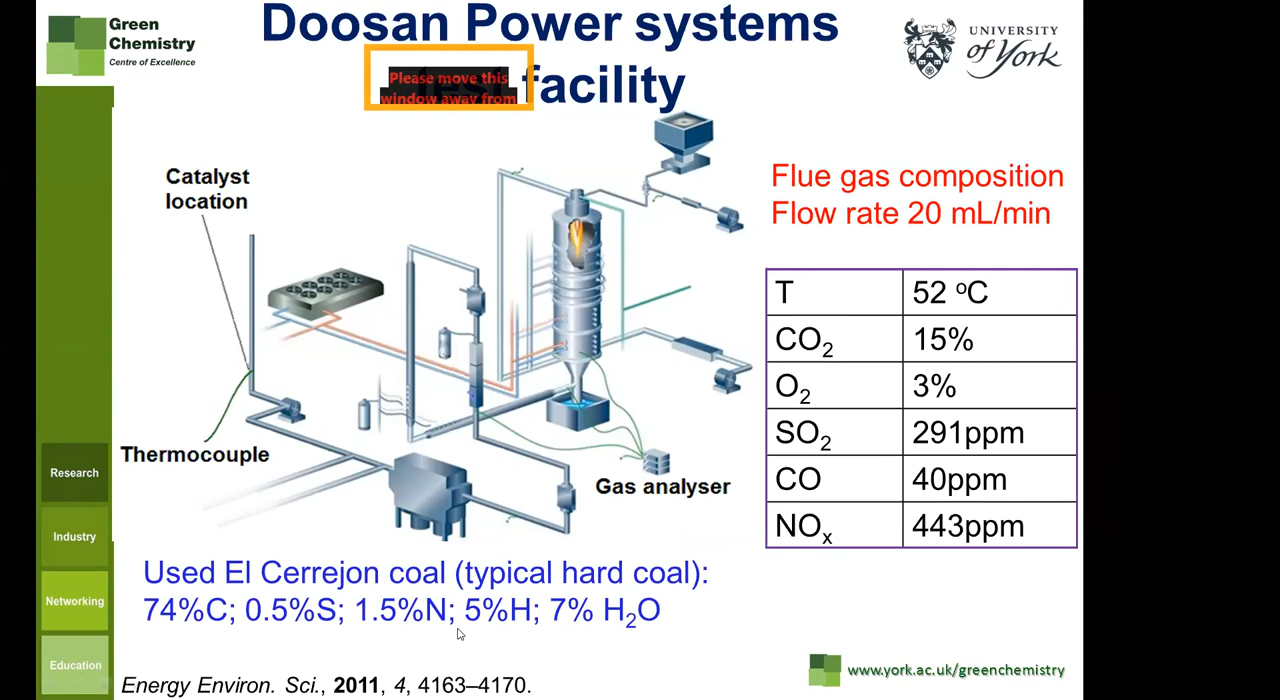 Green
Chemistry
Centre of Excellence
Doosan Power systems
facility
Please move this
window away from
UNIVERSITY
of York
Catalyst
location
Flue gas composition
Flow rate 20 mL/min
T 52 ºC
CO₂ 15%
O₂ 3%
SO₂ 291ppm
CO 40ppm
NOₓ 443ppm
Thermocouple
Gas analyser
Research
Industry
Networking
Education
Used El Cerrejon coal (typical hard coal):
74%C; 0.5%S; 1.5%N; 5%H; 7% H₂O
www.york.ac.uk/greenchemistry
Energy Environ. Sci., 2011, 4, 4163–4170.